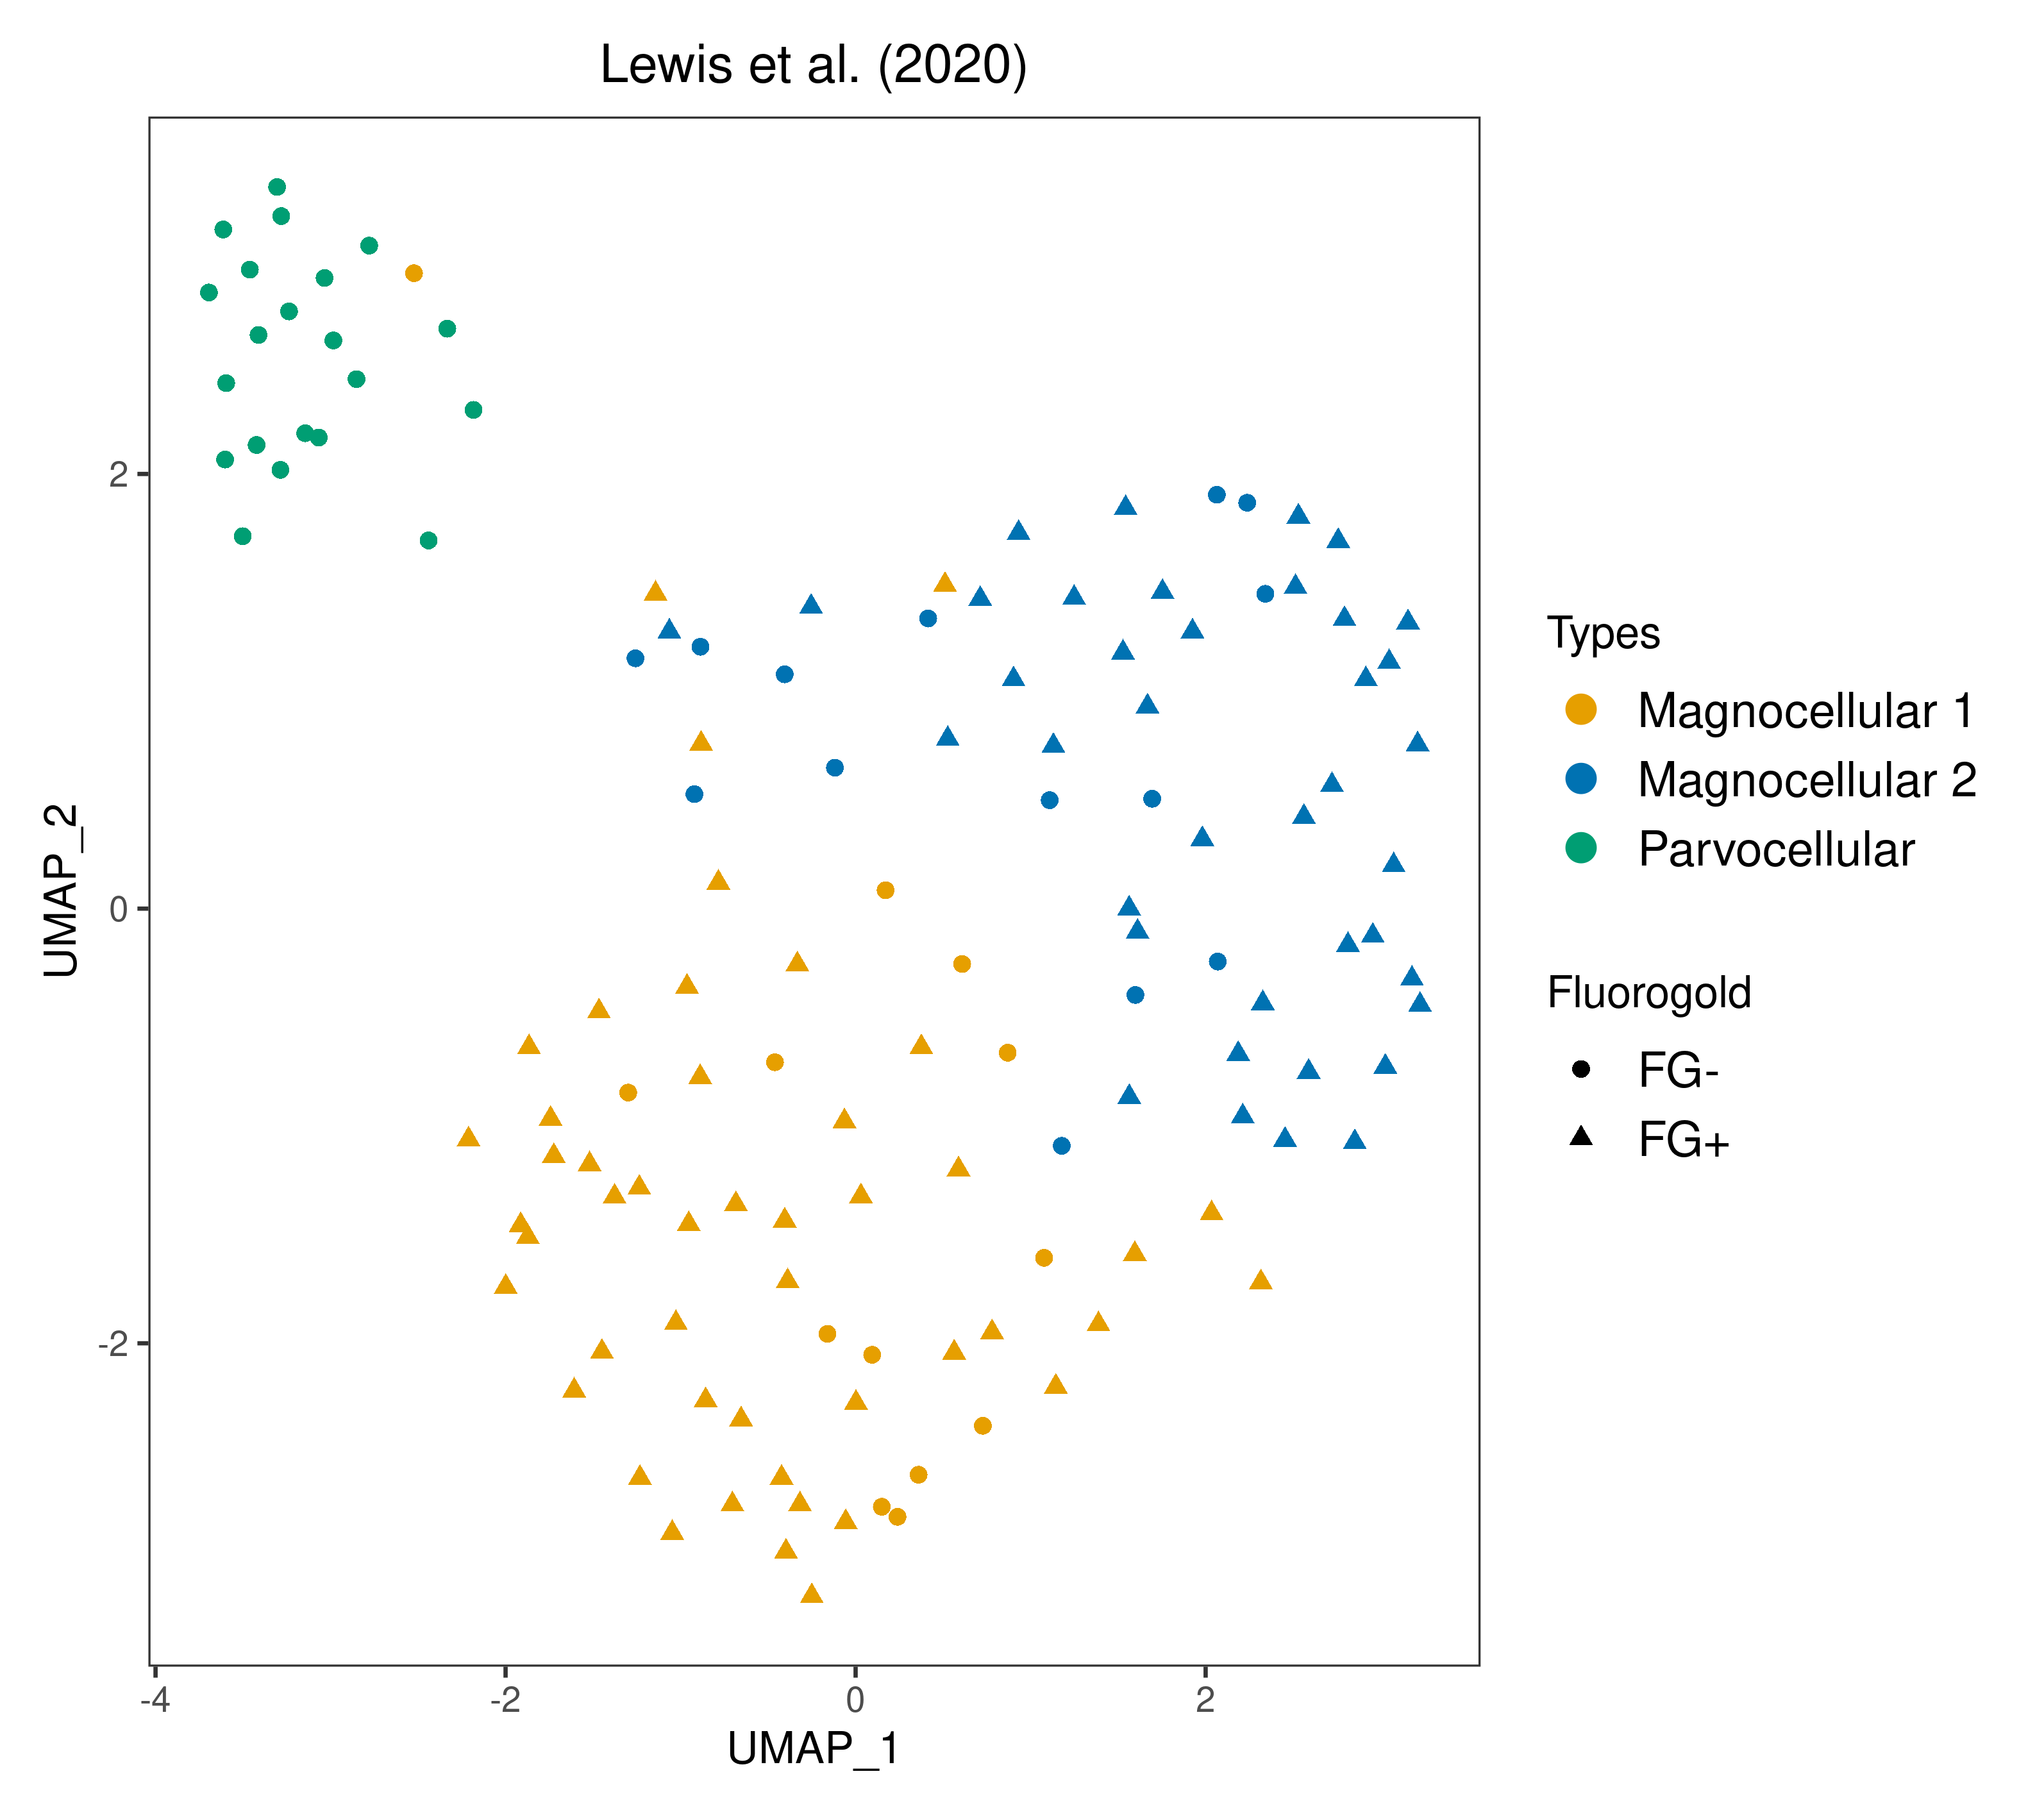 Lewis et al. (2020)
UMAP_2
2
0
-2
-4
-2
0
2
UMAP_1
Types
Magnocellular 1
Magnocellular 2
Parvocellular
Fluorogold
FG-
FG+